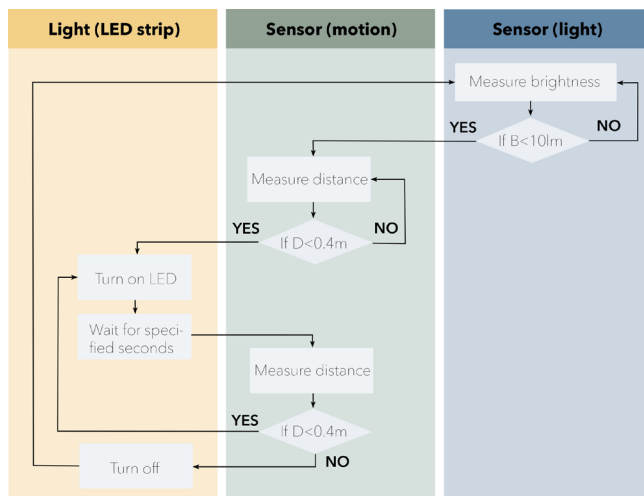 Light (LED strip)
Sensor (motion)
Sensor (light)
Measure brightness
YES
NO
If B<10lm
Measure distance
YES
NO
If D<0.4m
Turn on LED
Wait for speci-
fied seconds
Measure distance
YES
If D<0.4m
NO
Turn off